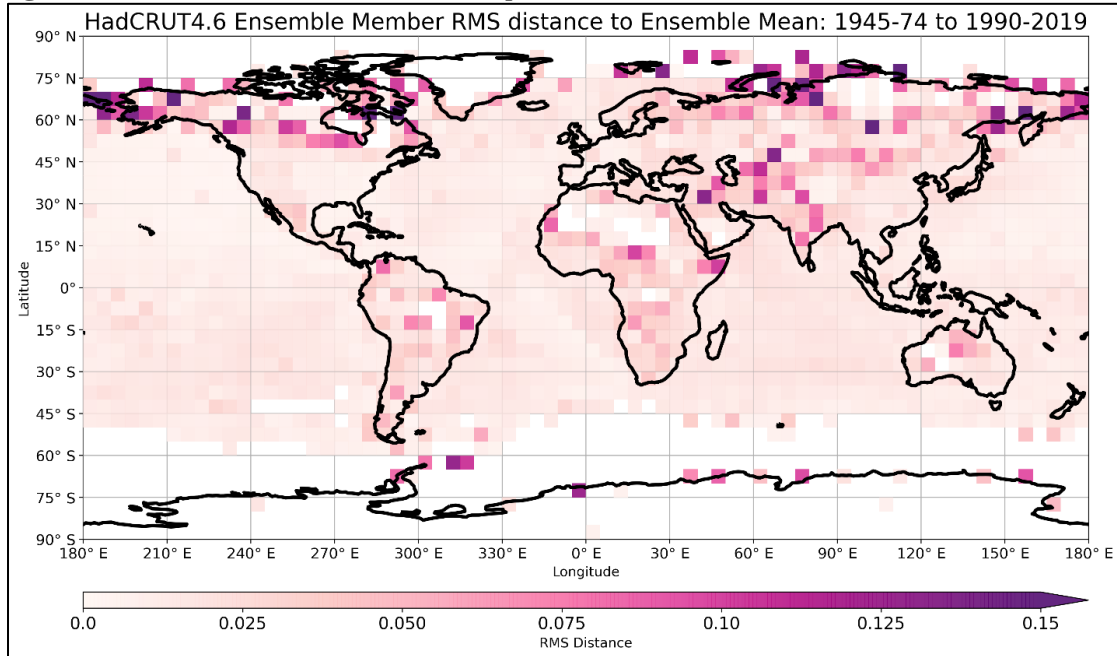 HadCRUT4.6 Ensemble Member RMS distance to Ensemble Mean: 1945-74 to 1990-2019
90° N
75° N
60° N
45° N
30° N
15° N
0°
15° S
30° S
45° S
60° S
75° S
90° S
Latitude
180° E 210° E 240° E 270° E 300° E 330° E 0° E 30° E 60° E 90° E 120° E 150° E 180° E
Longitude
0.0 0.025 0.050 0.075 0.10 0.125 0.15
RMS Distance